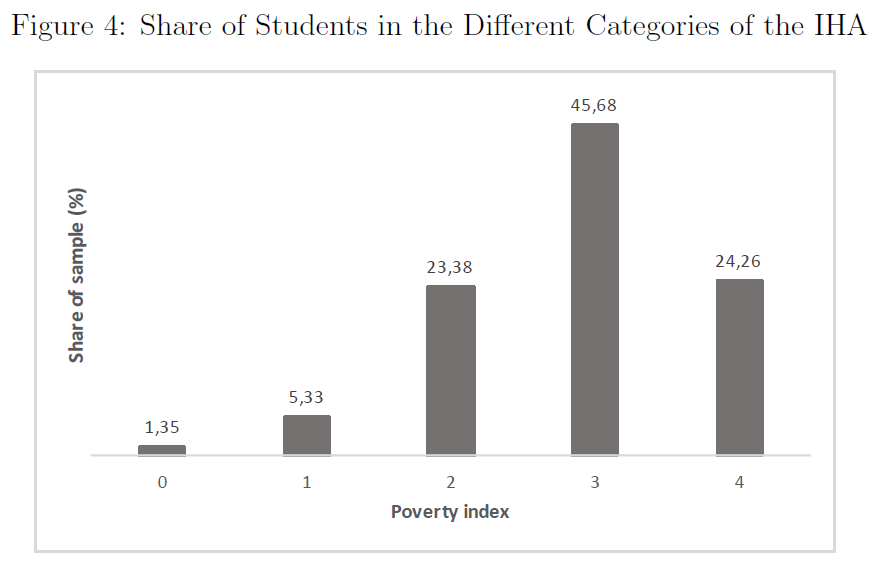 Figure 4: Share of Students in the Different Categories of the IHA
45,68
24,26
23,38
5,33
1,35
Share of sample (%)
0 1 2 3 4
Poverty index